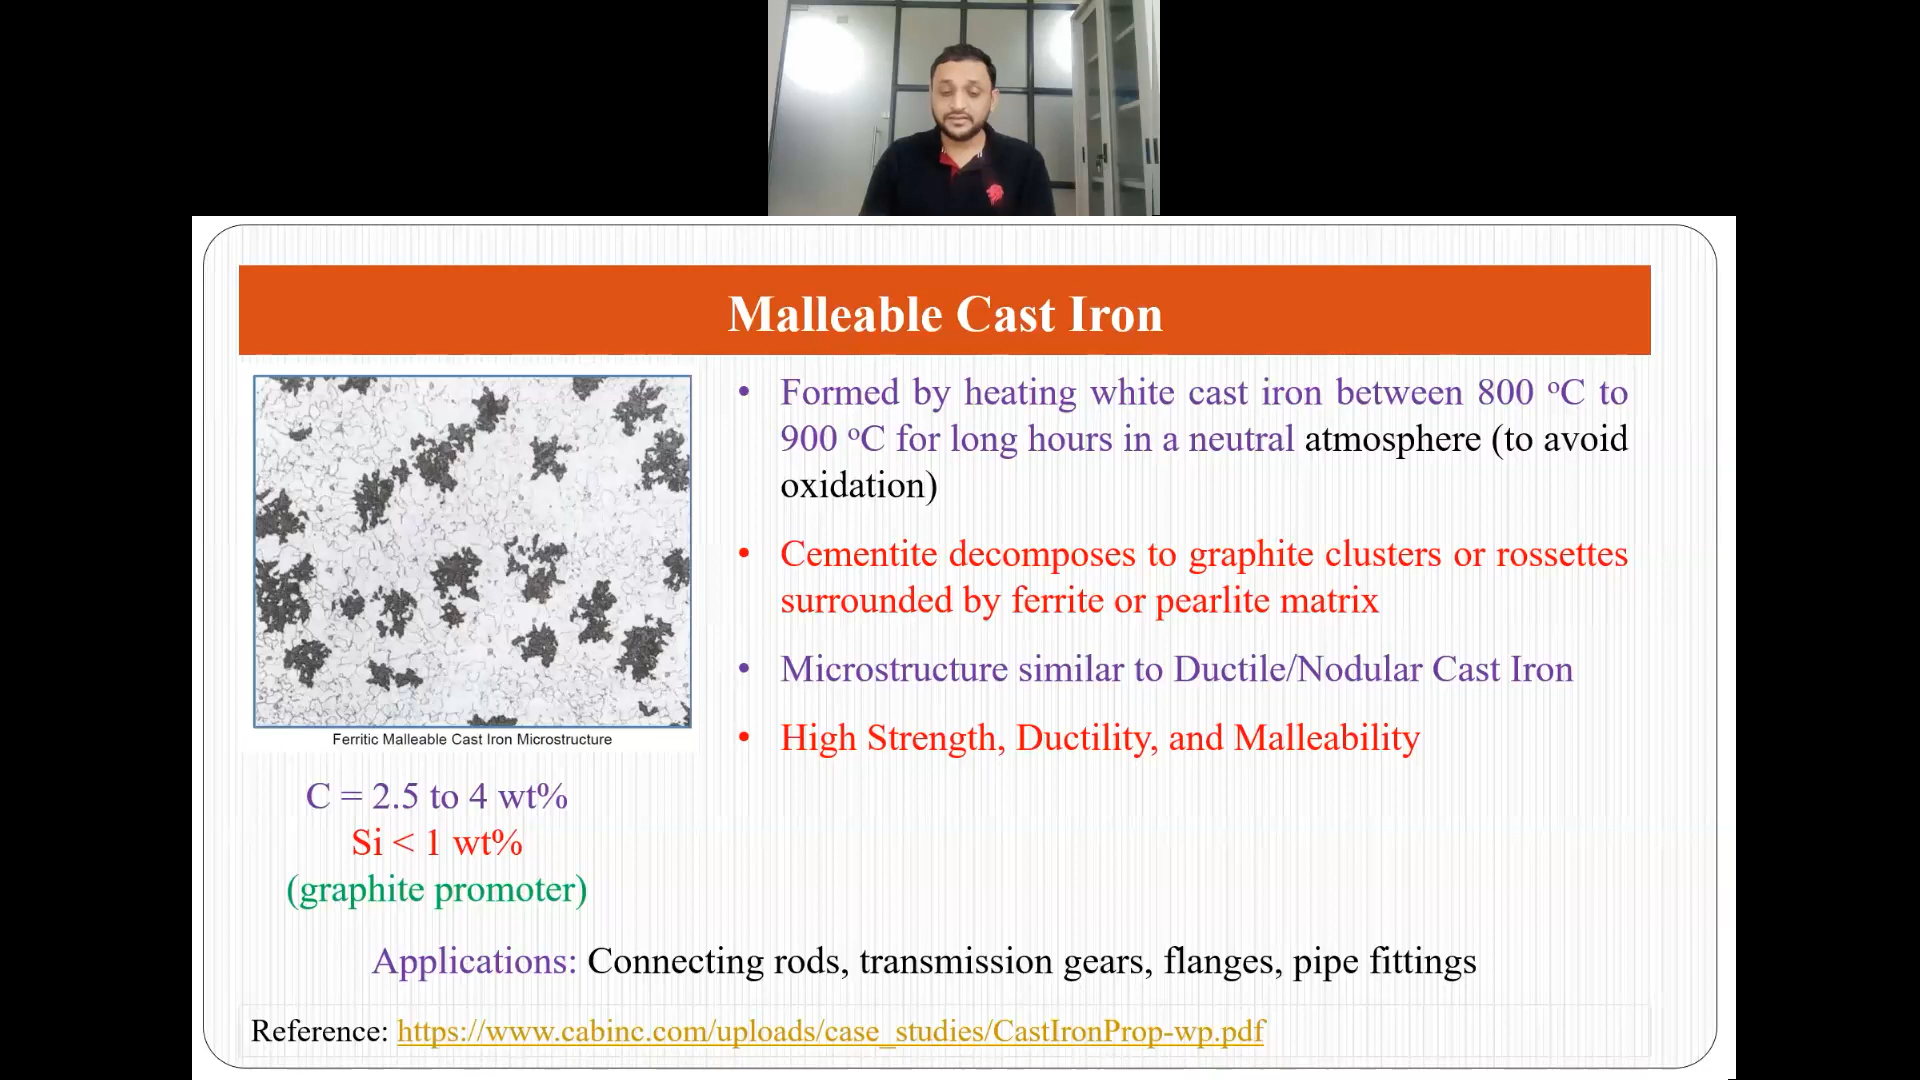 Malleable Cast Iron
• Formed by heating white cast iron between 800 °C to
900 °C for long hours in a neutral atmosphere (to avoid
oxidation)
• Cementite decomposes to graphite clusters or rossettes
surrounded by ferrite or pearlite matrix
• Microstructure similar to Ductile/Nodular Cast Iron
• High Strength, Ductility, and Malleability
Ferritic Malleable Cast Iron Microstructure
C = 2.5 to 4 wt%
Si < 1 wt%
(graphite promoter)
Applications: Connecting rods, transmission gears, flanges, pipe fittings
Reference: https://www.cabinc.com/uploads/case_studies/CastIronProp-wp.pdf